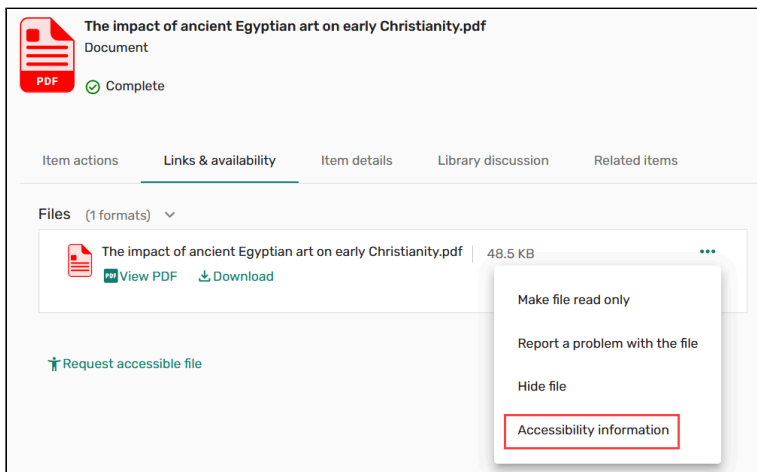 The impact of ancient Egyptian art on early Christianity.pdf
Document
PDF
Complete
Item actions Links & availability Item details Library discussion Related items
Files (1 formats)
The impact of ancient Egyptian art on early Christianity.pdf 48.5 KB
PDF View PDF Download
Make file read only
Report a problem with the file
Request accessible file
Hide file
Accessibility information